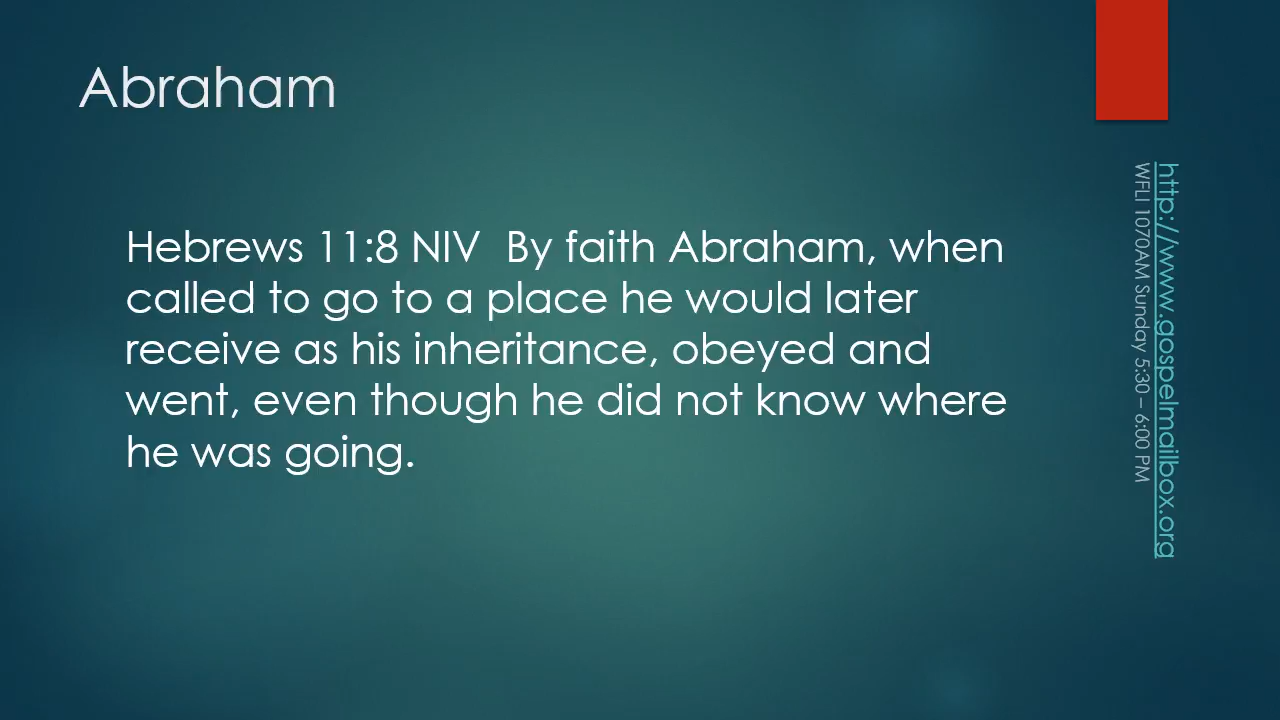 Abraham
Hebrews 11:8 NIV  By faith Abraham, when
called to go to a place he would later
receive as his inheritance, obeyed and
went, even though he did not know where
he was going.
http://www.gospelmailbox.org
WFLI 1070AM Sunday 5:30 – 6:00 PM